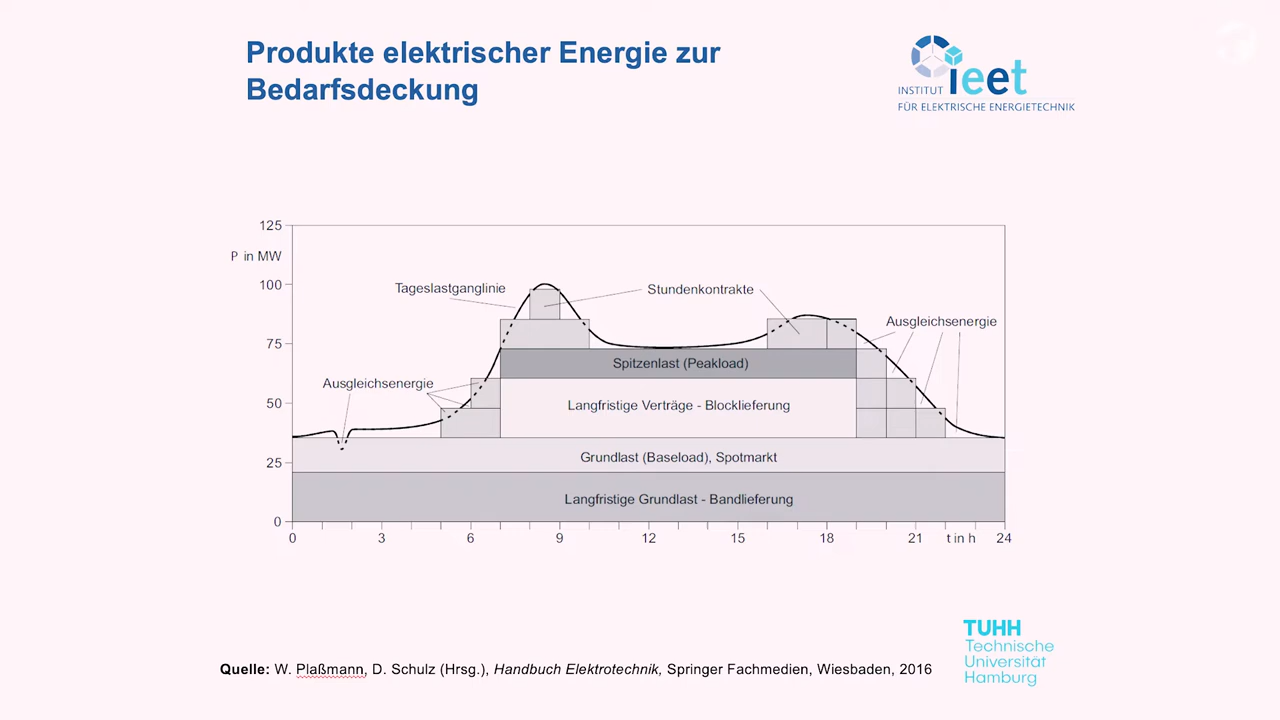 Produkte elektrischer Energie zur
Bedarfsdeckung
ieet
INSTITUT
FÜR ELEKTRISCHE ENERGIETECHNIK
125
P in MW
100
75
50
25
0
Tageslastganglinie
Stundenkontrakte
Ausgleichsenergie
Ausgleichsenergie
Spitzenlast (Peakload)
Langfristige Verträge - Blocklieferung
Grundlast (Baseload), Spotmarkt
Langfristige Grundlast - Bandlieferung
0 3 6 9 12 15 18 21 t in h 24
TUHH
Technische
Universität
Hamburg
Quelle: W. Plaßmann, D. Schulz (Hrsg.), Handbuch Elektrotechnik, Springer Fachmedien, Wiesbaden, 2016